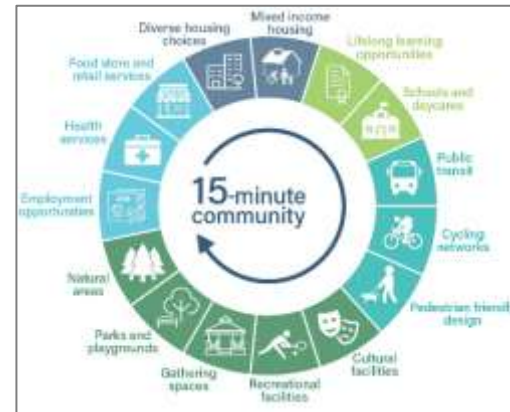 Diverse housing
choices
Mixed income
housing
Lifelong learning
opportunities
Schools and
daycares
Public
transit
Cycling
networks
Pedestrian friendly
design
Cultural
facilities
Recreational
facilities
Gathering
spaces
Parks and
playgrounds
Natural
areas
Employment
opportunities
Health
services
Food store and
retail services
15-minute
community